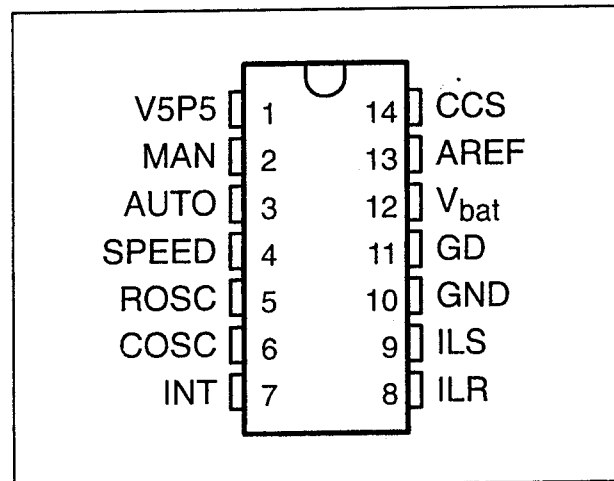 V5P5 1 14 CCS
MAN 2 13 AREF
AUTO 3 12 Vbat
SPEED 4 11 GD
ROSC 5 10 GND
COSC 6 9 ILS
INT 7 8 ILR